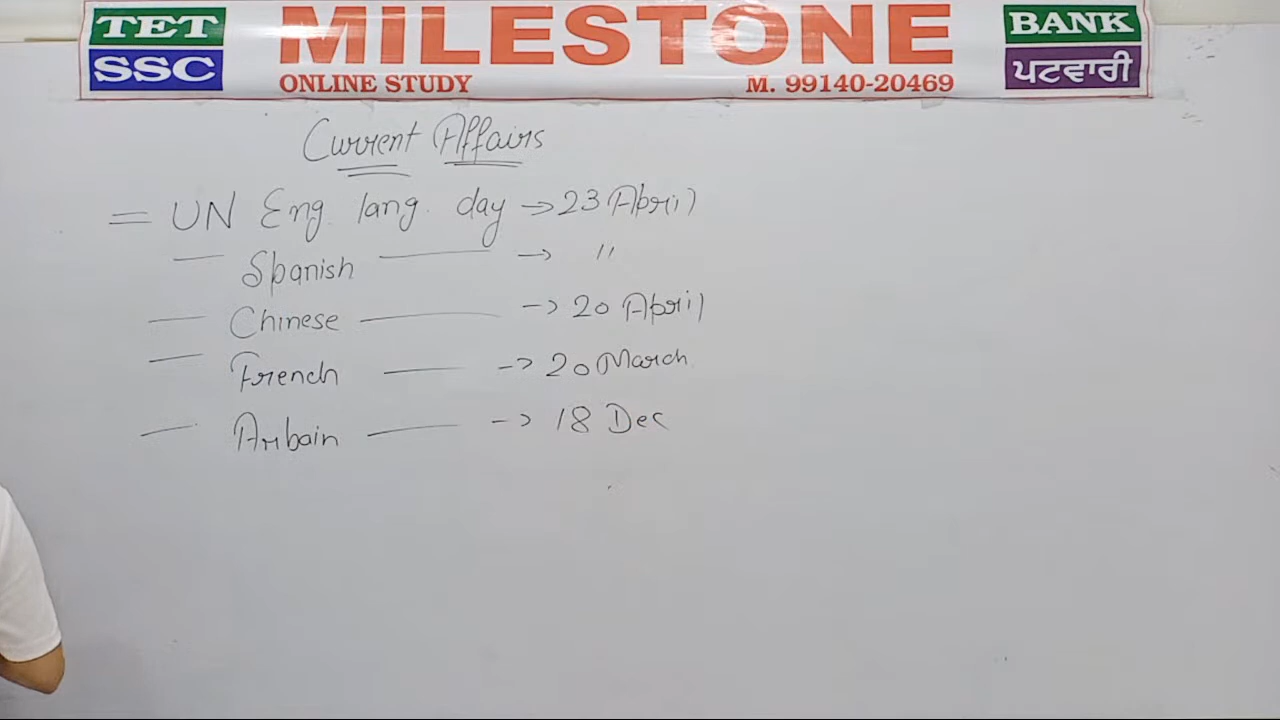 TET
SSC
MILESTONE
ONLINE STUDY M. 99140-20469
BANK
ਪਟਵਾਰੀ
Current Affairs
= UN Eng. lang. day → 23 April
— Spanish — → "
— Chinese — → 20 April
— French — → 20 March
— Arbain — → 18 Dec